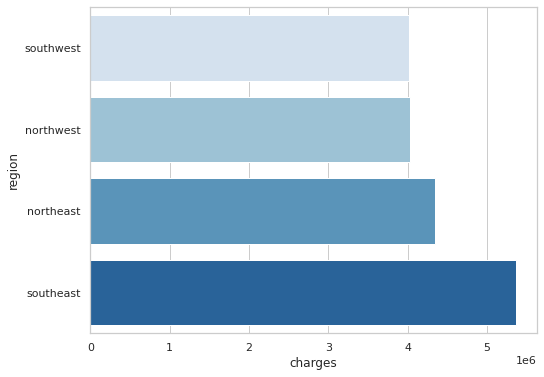 southwest
northwest
northeast
southeast
region
0 1 2 3 4 5
1e6
charges